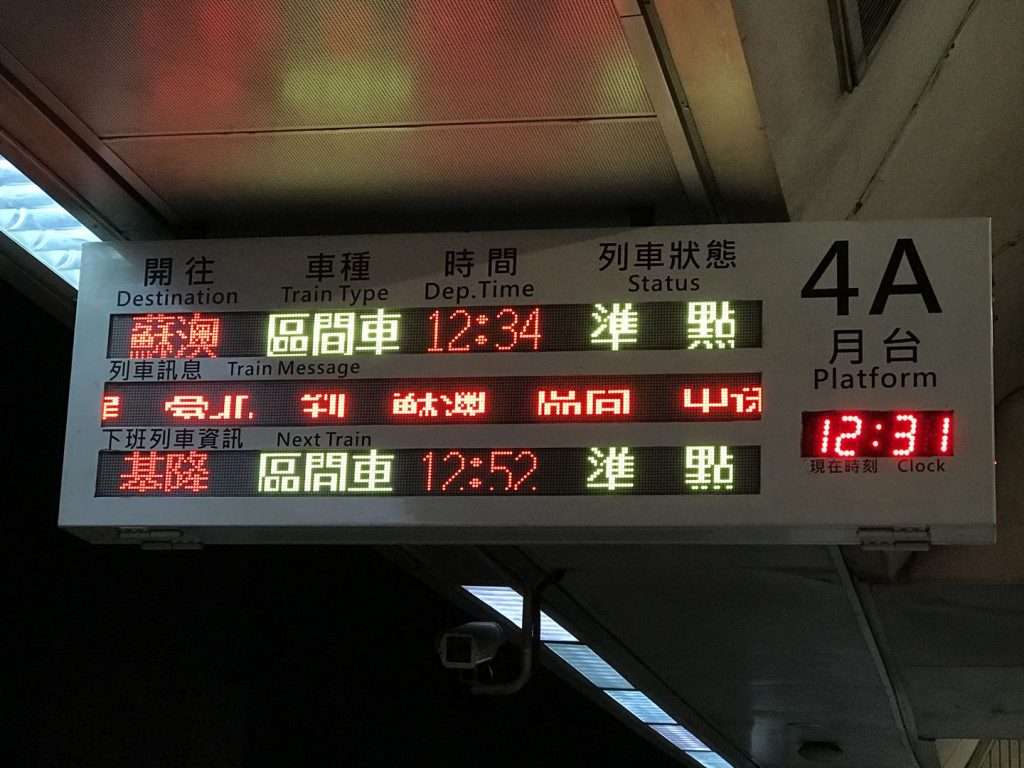 開往 車種 時間 列車狀態
Destination Train Type Dep.Time Status
蘇澳 區間車 12:34 準 點
列車訊息 Train Message
蘇澳
下班列車資訊 Next Train
基隆 區間車 12:52 準 點
4A
月台
Platform
12:31
現在時刻 Clock